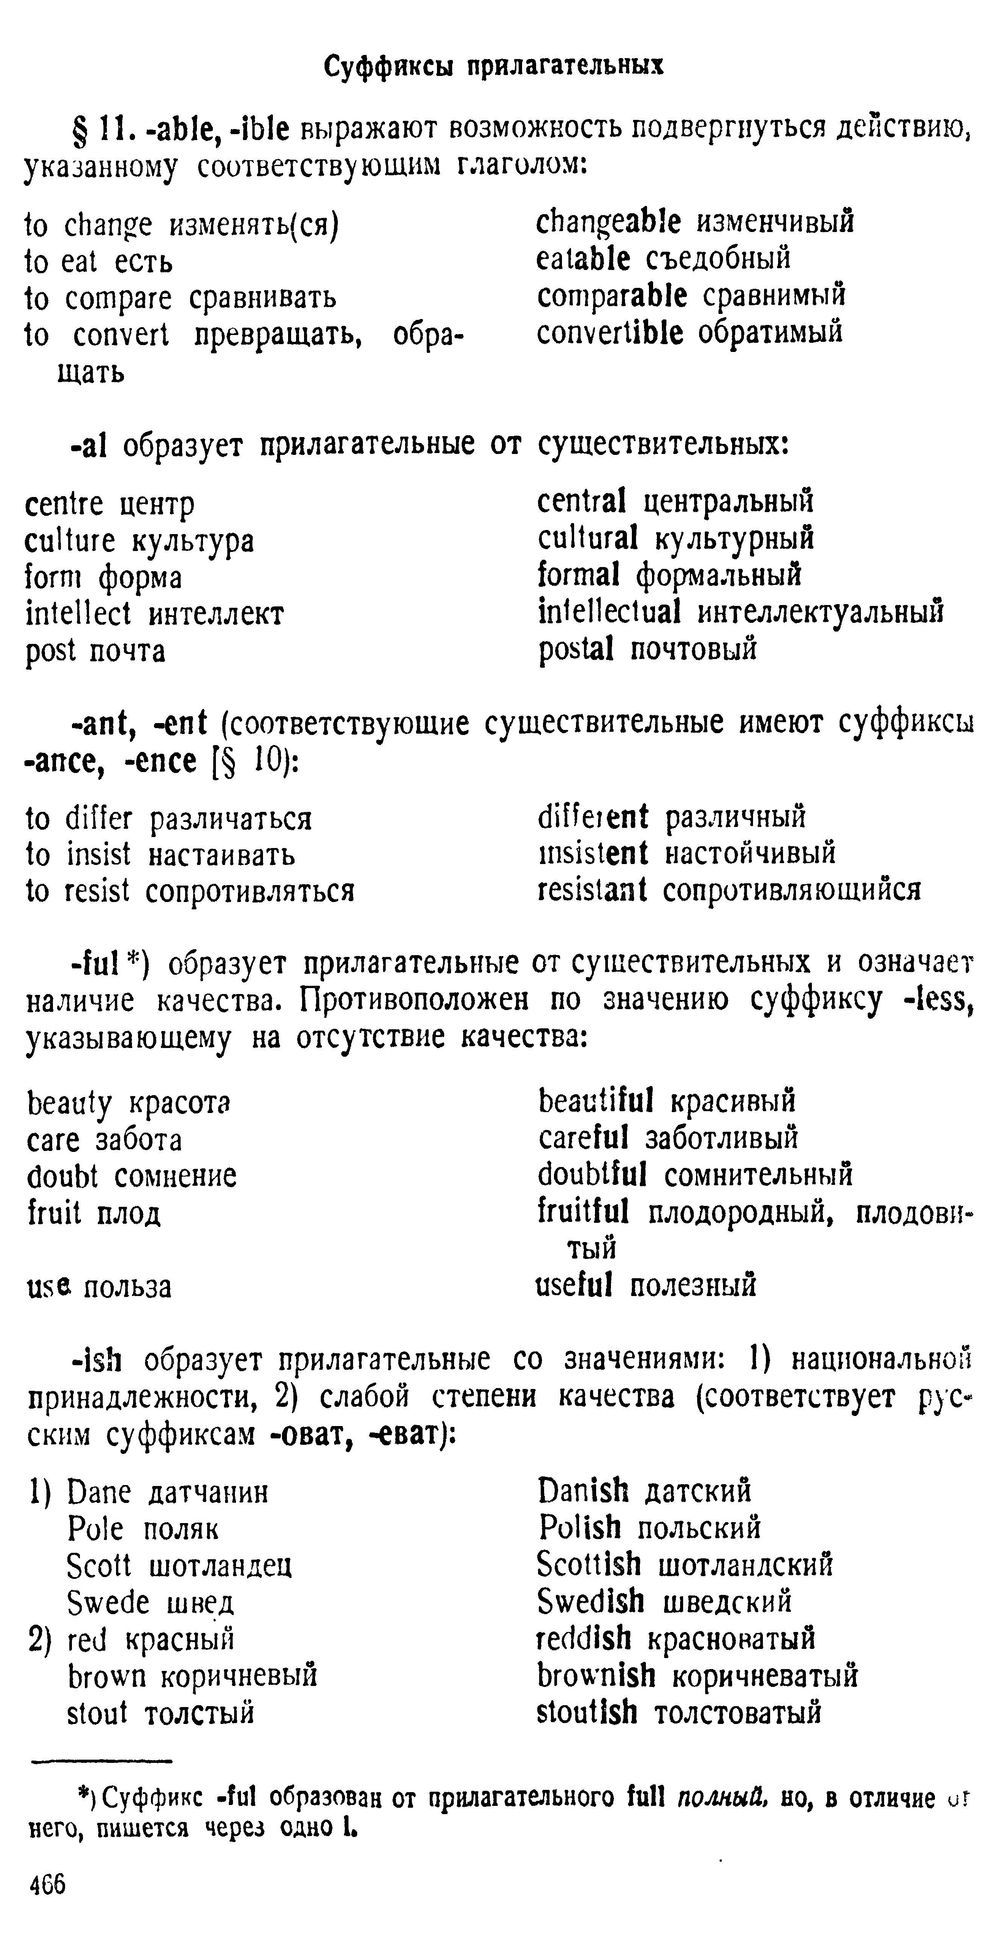 Суффиксы прилагательных
§ 11. -able, -ible выражают возможность подвергнуться действию,
указанному соответствующим глаголом:
to change изменять(ся) changeable изменчивый
to eat есть eatable съедобный
to compare сравнивать comparable сравнимый
to convert превращать, обра- convertible обратимый
щать
-al образует прилагательные от существительных:
centre центр central центральный
culture культура cultural культурный
form форма formal формальный
intellect интеллект intellectual интеллектуальный
post почта postal почтовый
-ant, -ent (соответствующие существительные имеют суффиксы
-ance, -ence [§ 10):
to differ различаться different различный
to insist настаивать insistent настойчивый
to resist сопротивляться resistant сопротивляющийся
-ful *) образует прилагательные от существительных и означает
наличие качества. Противоположен по значению суффиксу -less,
указывающему на отсутствие качества:
beauty красота beautiful красивый
care забота careful заботливый
doubt сомнение doubtful сомнительный
fruit плод fruitful плодородный, плодови-
тый
use польза useful полезный
-ish образует прилагательные со значениями: 1) национальной
принадлежности, 2) слабой степени качества (соответствует рус-
ским суффиксам -оват, -еват):
1) Dane датчанин Danish датский
Pole поляк Polish польский
Scott шотландец Scottish шотландский
Swede швед Swedish шведский
2) red красный reddish красноватый
brown коричневый brownish коричневатый
stout толстый stoutish толстоватый
*) Суффикс -ful образован от прилагательного full полный, но, в отличие от
него, пишется через одно l.
466